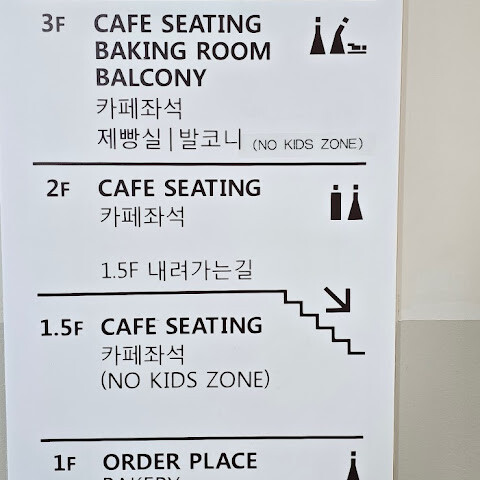 3F CAFE SEATING
BAKING ROOM
BALCONY
카페좌석
제빵실|발코니 (NO KIDS ZONE)
2F CAFE SEATING
카페좌석
1.5F 내려가는길
1.5F CAFE SEATING
카페좌석
(NO KIDS ZONE)
1F ORDER PLACE
BAKERY